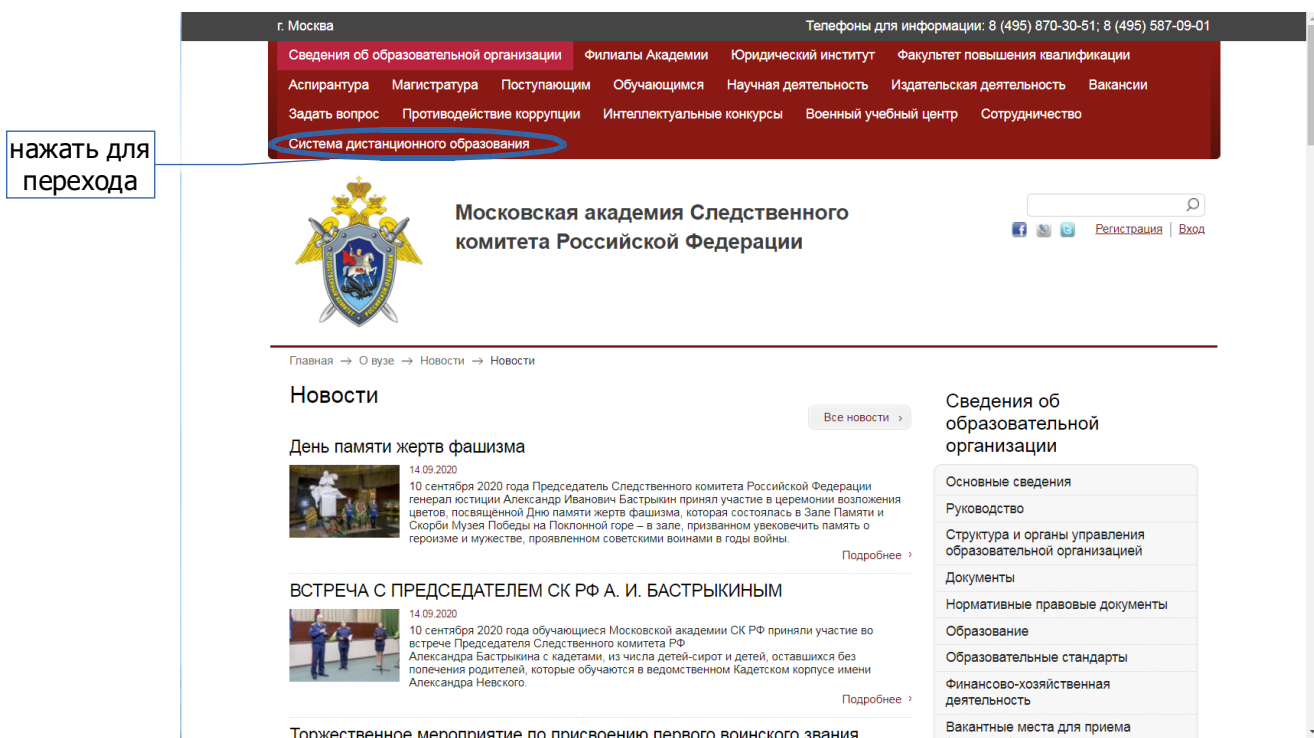 г. Москва
Телефоны для информации: 8 (495) 870-30-51; 8 (495) 587-09-01
Сведения об образовательной организации Филиалы Академии Юридический институт Факультет повышения квалификации
Аспирантура Магистратура Поступающим Обучающимся Научная деятельность Издательская деятельность Вакансии
Задать вопрос Противодействие коррупции Интеллектуальные конкурсы Военный учебный центр Сотрудничество
Система дистанционного образования
нажать для
перехода
Московская академия Следственного
комитета Российской Федерации
Регистрация Вход
Главная → О вузе → Новости → Новости
Новости
Все новости ›
День памяти жертв фашизма
14.09.2020
10 сентября 2020 года Председатель Следственного комитета Российской Федерации
генерал юстиции Александр Иванович Бастрыкин принял участие в церемонии возложения
цветов, посвящённой Дню памяти жертв фашизма, которая состоялась в Зале Памяти и
Скорби Музея Победы на Поклонной горе – в зале, призванном увековечить память о
героизме и мужестве, проявленном советскими воинами в годы войны.
Подробнее ›
ВСТРЕЧА С ПРЕДСЕДАТЕЛЕМ СК РФ А. И. БАСТРЫКИНЫМ
14.09.2020
10 сентября 2020 года обучающиеся Московской академии СК РФ приняли участие во
встрече Председателя Следственного комитета РФ
Александра Бастрыкина с кадетами, из числа детей-сирот и детей, оставшихся без
попечения родителей, которые обучаются в ведомственном Кадетском корпусе имени
Александра Невского.
Подробнее ›
Торжественное мероприятие по присвоению первого воинского звания
Сведения об
образовательной
организации
Основные сведения
Руководство
Структура и органы управления
образовательной организацией
Документы
Нормативные правовые документы
Образование
Образовательные стандарты
Финансово-хозяйственная
деятельность
Вакантные места для приема